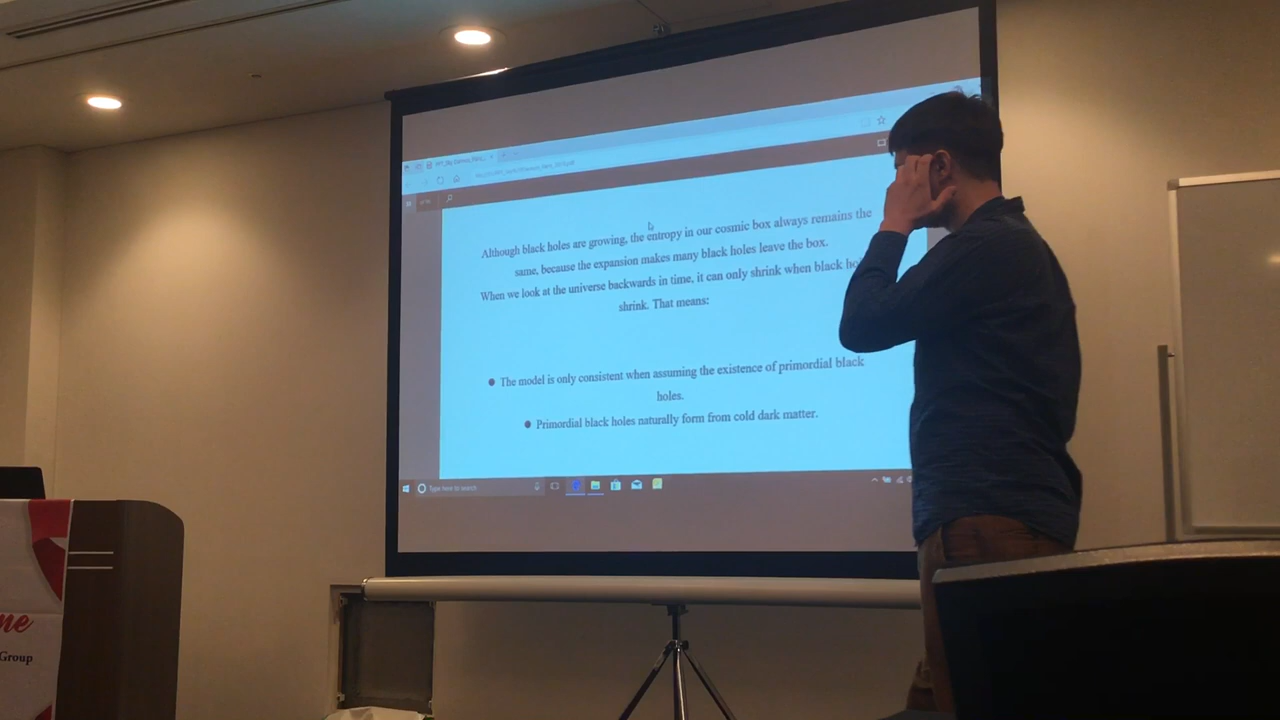 Although black holes are growing, the entropy in our cosmic box always remains the
same, because the expansion makes many black holes leave the box.
When we look at the universe backwards in time, it can only shrink when black
shrink. That means:
● The model is only consistent when assuming the existence of primordial black
holes.
● Primordial black holes naturally form from cold dark matter.
Type here to search
Group